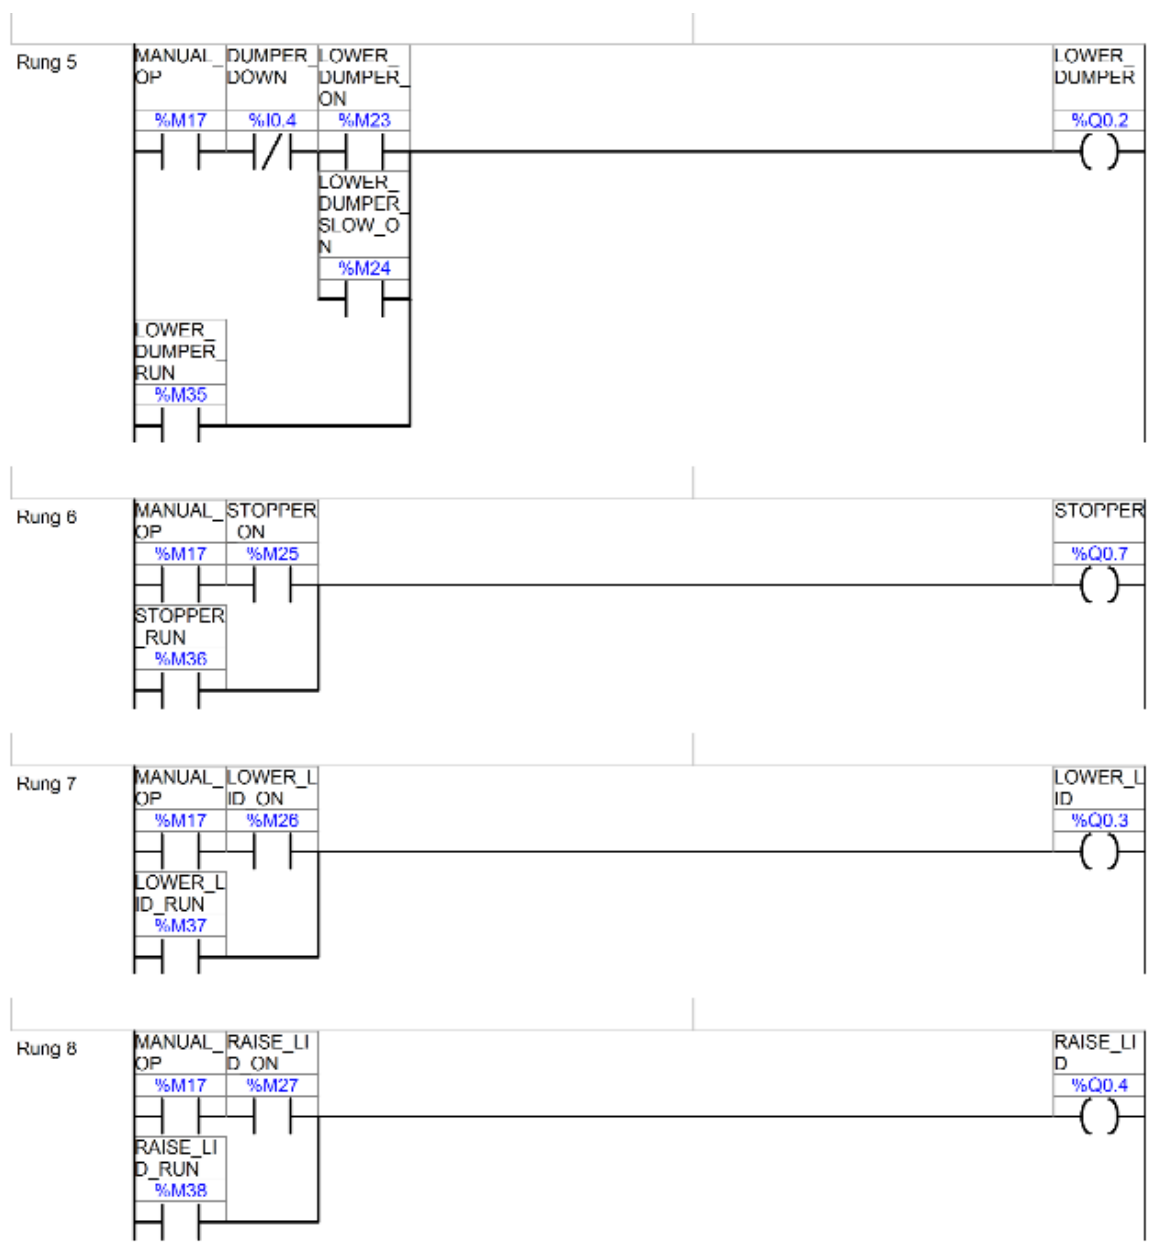 Rung 5
MANUAL_ DUMPER_ LOWER_ LOWER_
OP DOWN DUMPER_ DUMPER
ON
%M17 %I0.4 %M23 %Q0.2
LOWER_
DUMPER_
SLOW_O
N
%M24
LOWER_
DUMPER_
RUN
%M35
Rung 6
MANUAL_ STOPPER STOPPER
OP _ON
%M17 %M25 %Q0.7
STOPPER
_RUN
%M36
Rung 7
MANUAL_ LOWER_L LOWER_L
OP ID_ON ID
%M17 %M26 %Q0.3
LOWER_L
ID_RUN
%M37
Rung 8
MANUAL_ RAISE_LI RAISE_LI
OP D_ON D
%M17 %M27 %Q0.4
RAISE_LI
D_RUN
%M38